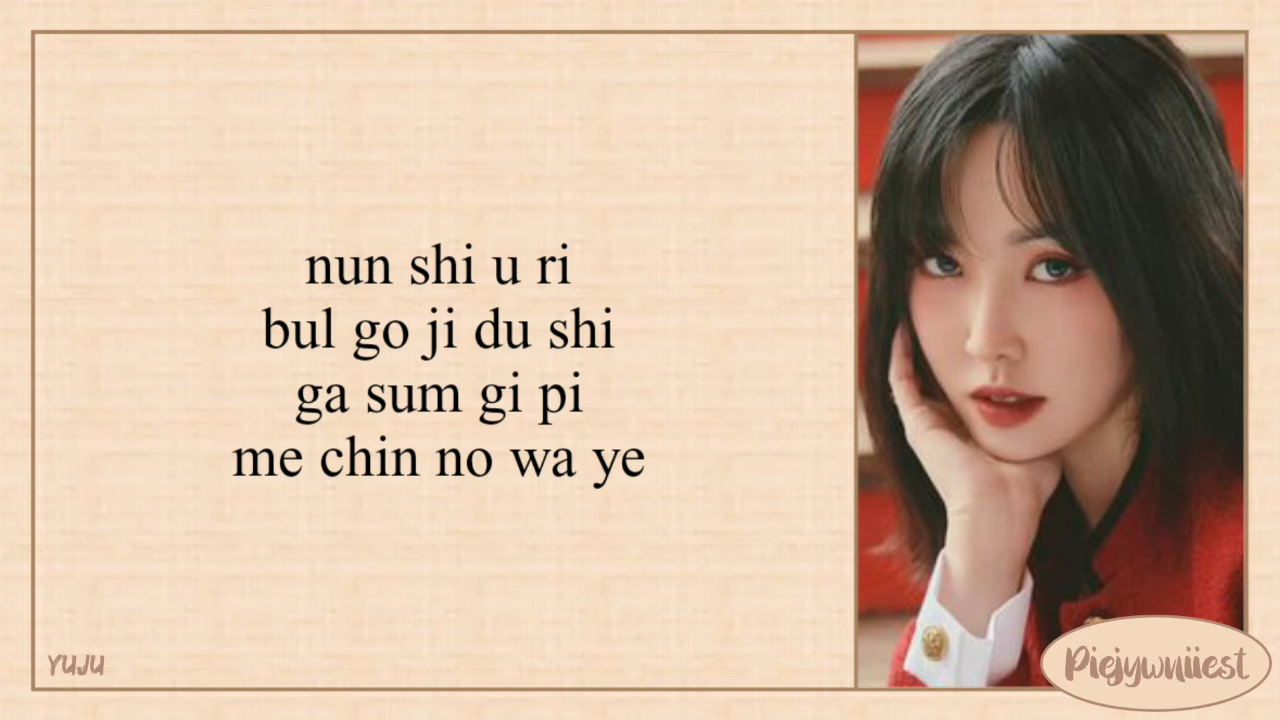 nun shi u ri
bul go ji du shi
ga sum gi pi
me chin no wa ye
YUJU
Piejywniiest